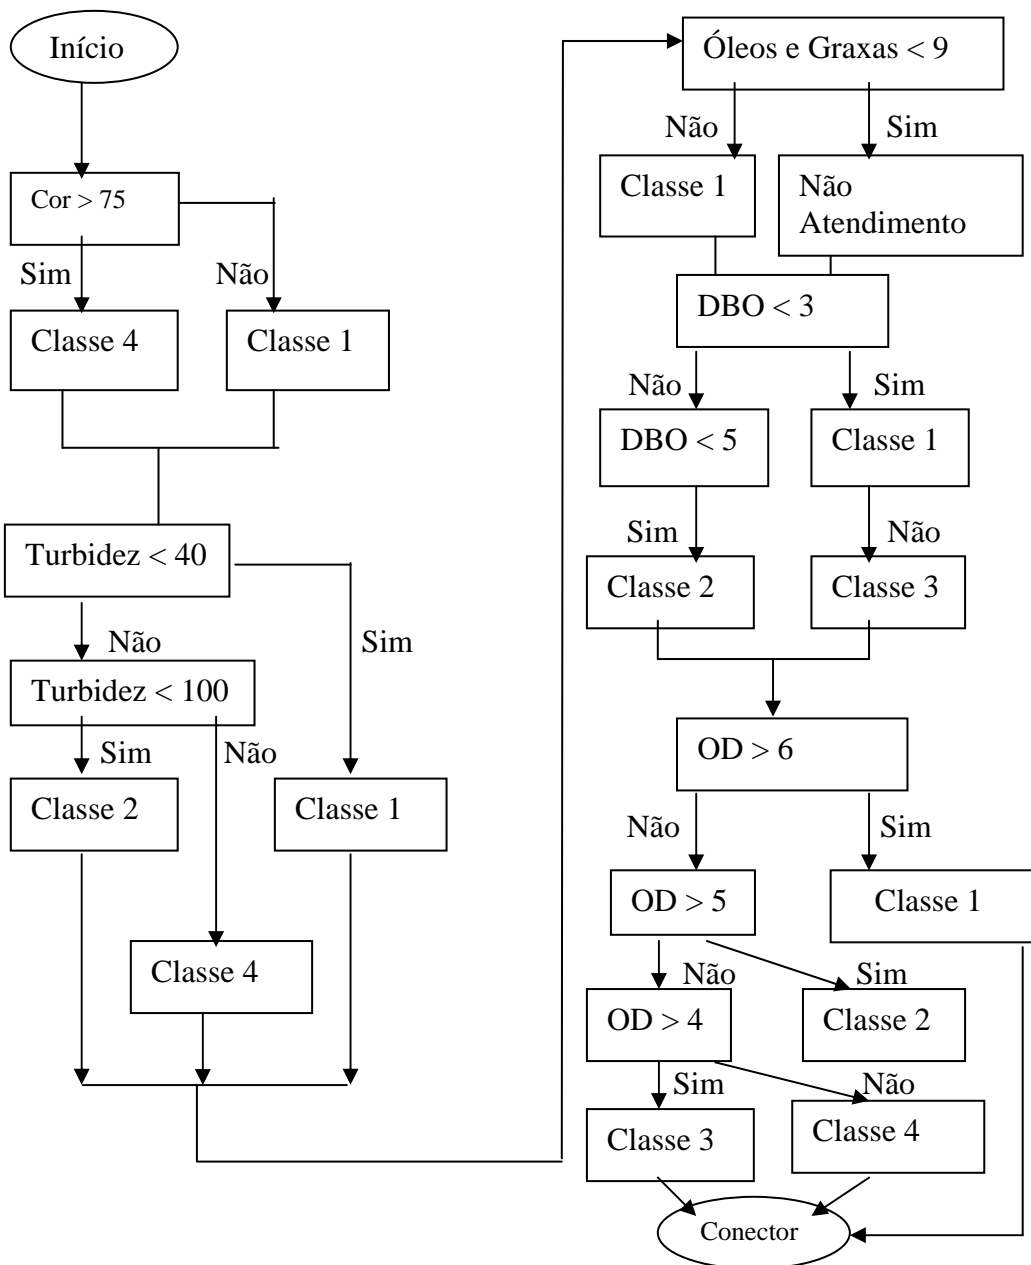 Início
Cor > 75
Sim
Não
Classe 4
Classe 1
Turbidez < 40
Não
Sim
Turbidez < 100
Sim
Não
Classe 2
Classe 1
Classe 4
Óleos e Graxas < 9
Não
Sim
Classe 1
Não
Atendimento
DBO < 3
Não
Sim
DBO < 5
Classe 1
Sim
Não
Classe 2
Classe 3
OD > 6
Não
Sim
OD > 5
Classe 1
Não
Sim
OD > 4
Classe 2
Sim
Não
Classe 3
Classe 4
Conector